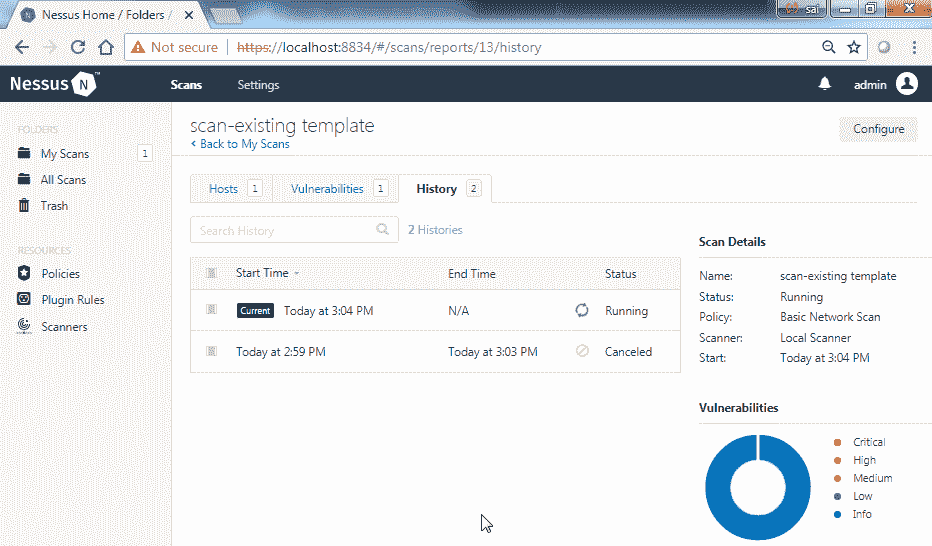 Nessus Home / Folders /
sai
Not secure | https://localhost:8834/#/scans/reports/13/history
Nessus N ™ Scans Settings admin
FOLDERS
My Scans 1
All Scans
Trash
RESOURCES
Policies
Plugin Rules
Scanners
scan-existing template
Back to My Scans
Configure
Hosts 1 Vulnerabilities 1 History 2
Search History 2 Histories
Start Time End Time Status
Current Today at 3:04 PM N/A Running
Today at 2:59 PM Today at 3:03 PM Canceled
Scan Details
Name: scan-existing template
Status: Running
Policy: Basic Network Scan
Scanner: Local Scanner
Start: Today at 3:04 PM
Vulnerabilities
Critical
High
Medium
Low
Info